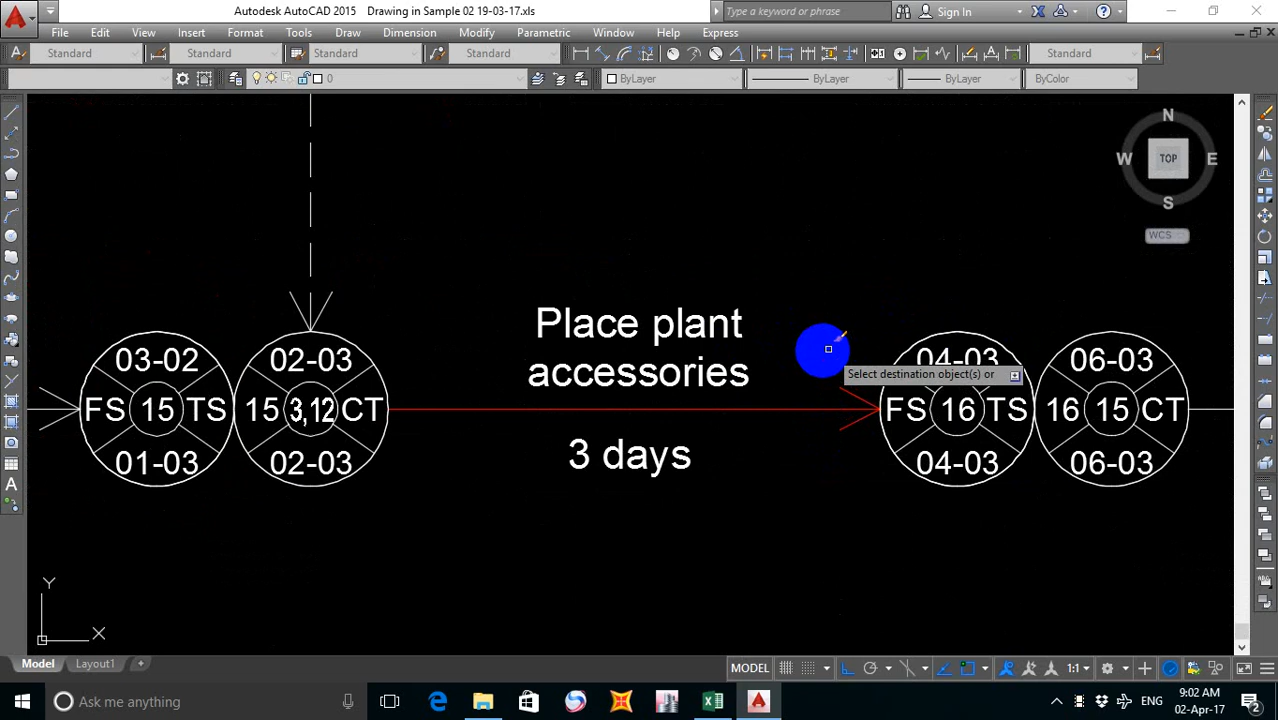 Autodesk AutoCAD 2015 Drawing in Sample 02 19-03-17.xls
Type a keyword or phrase
Sign In
File Edit View Insert Format Tools Draw Dimension Modify Parametric Window Help Express
Standard Standard Standard Standard Standard
0 ByLayer ByLayer ByLayer ByColor
N
W TOP E
S
WCS
Place plant
accessories
Select destination object(s) or
03-02 02-03 04-03 06-03
FS 15 TS 15 3,12 CT FS 16 TS 16 15 CT
01-03 02-03 3 days 04-03 06-03
Y
X
Model Layout1 +
MODEL 1:1
Ask me anything
ENG
9:02 AM
02-Apr-17
2